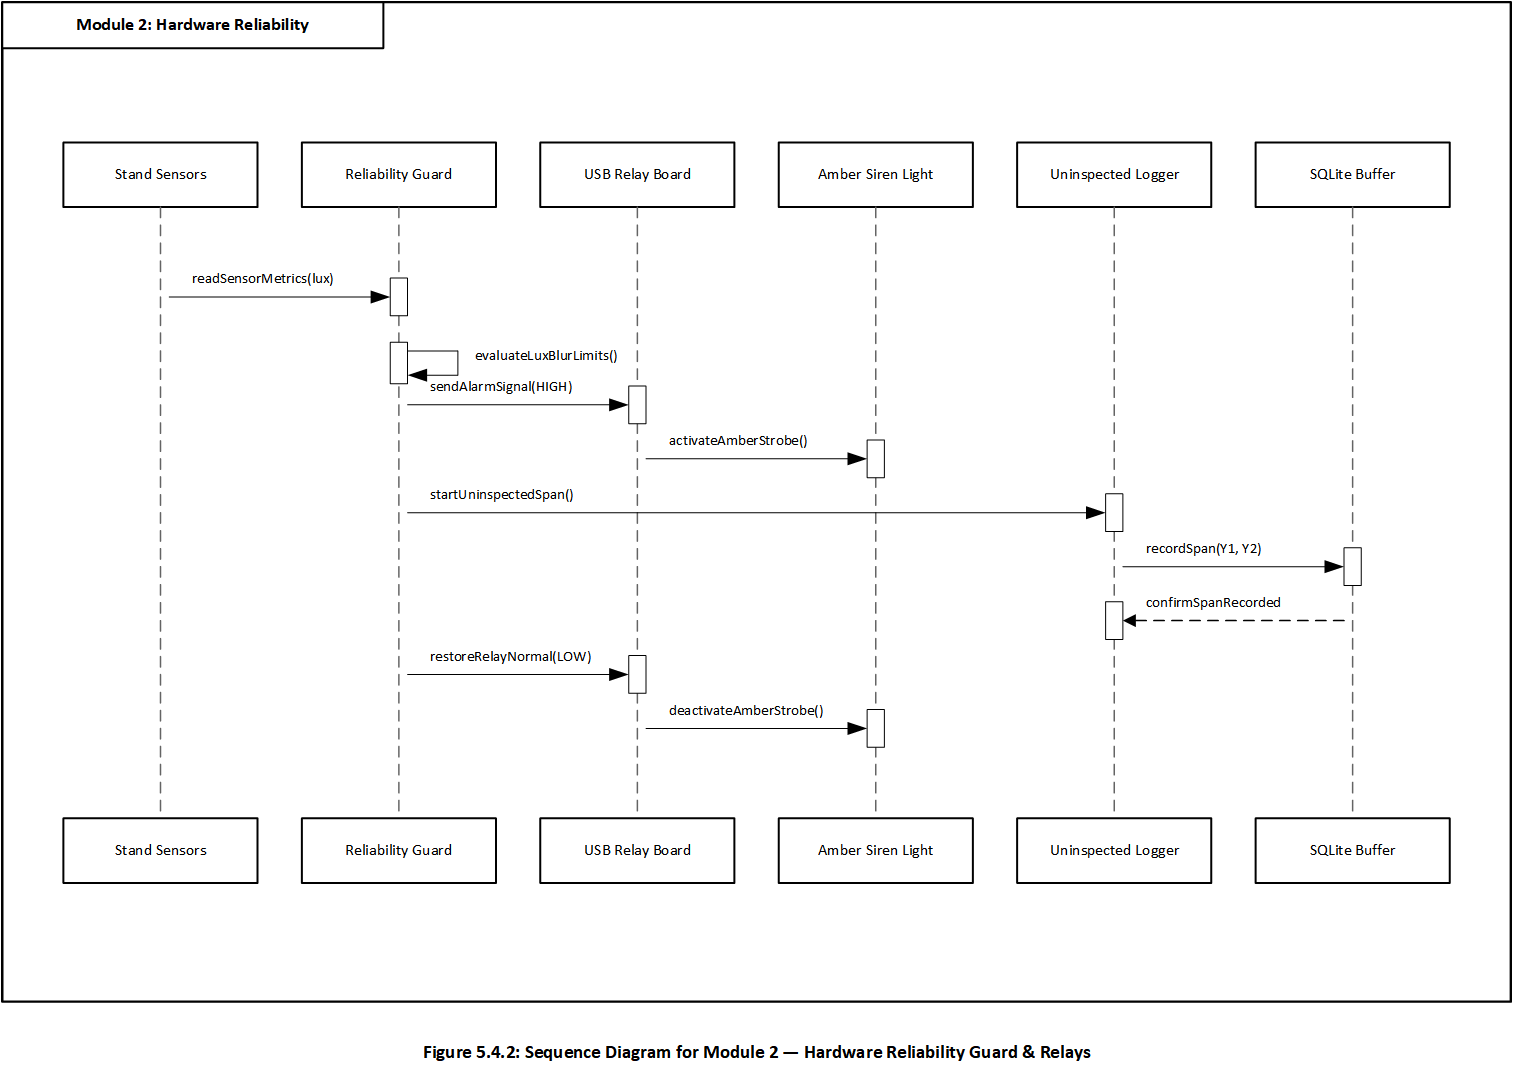 Module 2: Hardware Reliability
Stand Sensors
Reliability Guard
USB Relay Board
Amber Siren Light
Uninspected Logger
SQLite Buffer
readSensorMetrics(lux)
evaluateLuxBlurLimits()
sendAlarmSignal(HIGH)
activateAmberStrobe()
startUninspectedSpan()
recordSpan(Y1, Y2)
confirmSpanRecorded
restoreRelayNormal(LOW)
deactivateAmberStrobe()
Stand Sensors
Reliability Guard
USB Relay Board
Amber Siren Light
Uninspected Logger
SQLite Buffer
Figure 5.4.2: Sequence Diagram for Module 2 — Hardware Reliability Guard & Relays